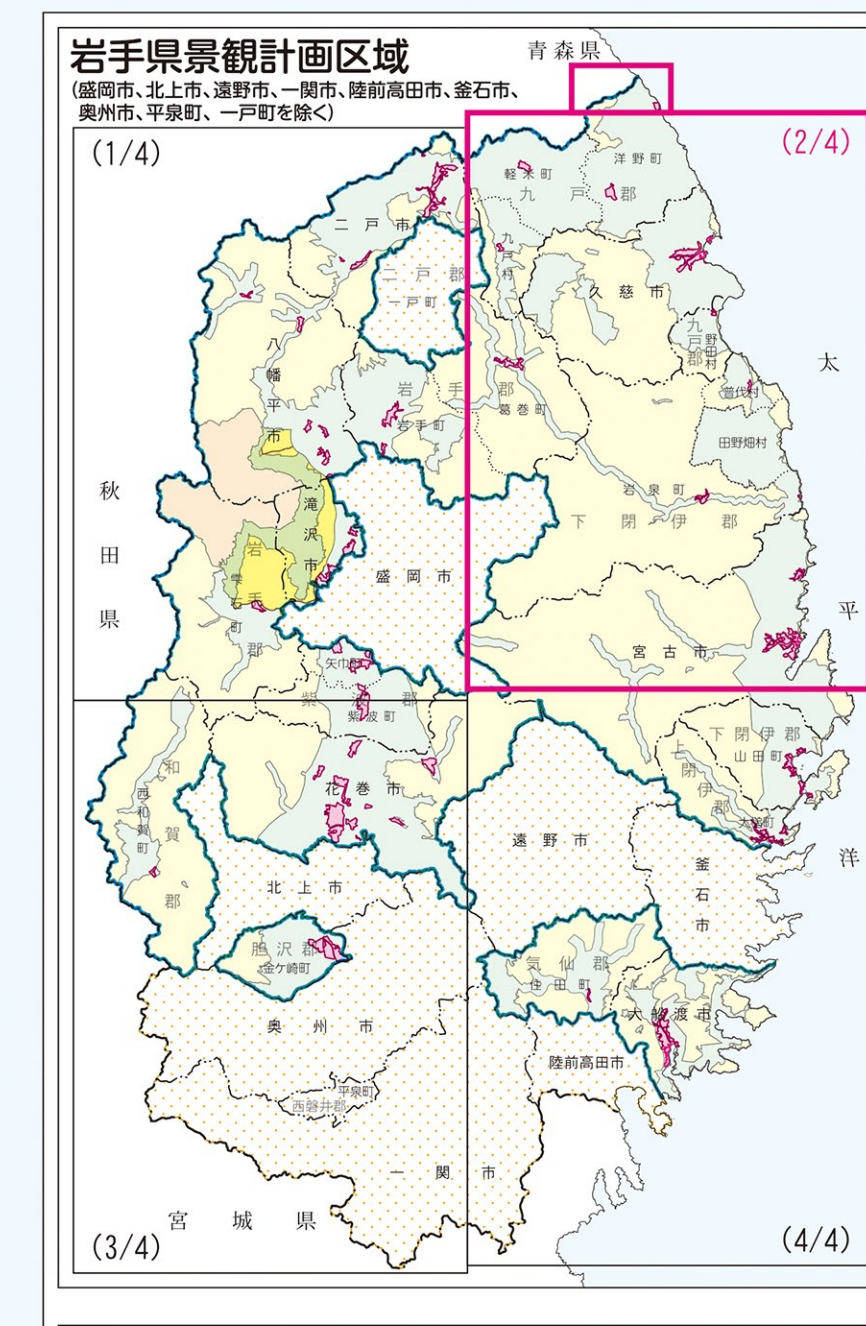 岩手県景観計画区域
(盛岡市、北上市、遠野市、一関市、陸前高田市、釜石市、
奥州市、平泉町、一戸町を除く)
青森県
(1/4)
(2/4)
洋野町
軽米町
九戸郡
二戸市
九戸村
二戸郡
一戸町
久慈市
八幡平市
九戸郡
野田村
太
岩手郡
葛巻町
普代村
岩手町
田野畑村
秋田県
滝沢市
岩泉町
下閉伊郡
岩手郡
雫石町
盛岡市
平
宮古市
矢巾町
紫波郡
紫波町
下閉伊郡
山田町
上閉伊郡
和賀郡
西和賀町
花巻市
大槌町
遠野市
洋
釜石市
北上市
胆沢郡
金ケ崎町
気仙郡
住田町
大船渡市
奥州市
陸前高田市
平泉町
西磐井郡
一関市
宮城県
(3/4)
(4/4)